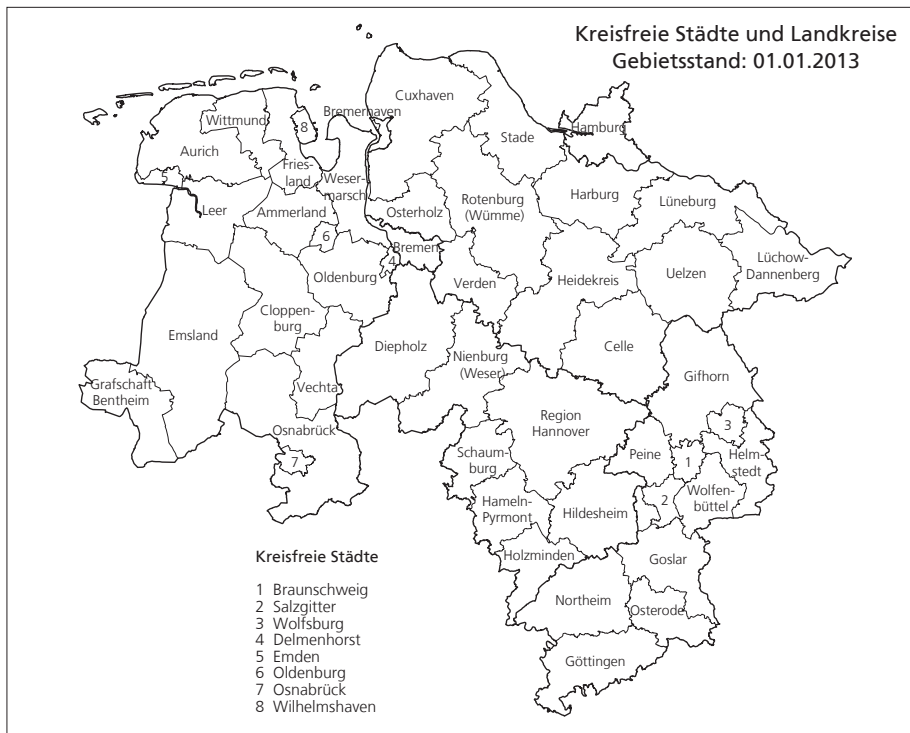 Kreisfreie Städte und Landkreise
Gebietsstand: 01.01.2013
Cuxhaven
Bremerhaven
Wittmund
8
Hamburg
Stade
Aurich
Fries-
land
5
Weser-
marsch
Harburg
Lüneburg
Leer
Ammerland
Osterholz
Rotenburg
(Wümme)
6
Bremen
4
Oldenburg
Verden
Heidekreis
Uelzen
Lüchow-
Dannenberg
Cloppen-
burg
Emsland
Diepholz
Nienburg
(Weser)
Celle
Gifhorn
Grafschaft
Bentheim
Vechta
Region
Hannover
3
Osnabrück
7
Schaum-
burg
Peine
1
Helm-
stedt
Hameln-
Pyrmont
Hildesheim
2
Wolfen-
büttel
Holzminden
Goslar
Northeim
Osterode
Göttingen
Kreisfreie Städte
1 Braunschweig
2 Salzgitter
3 Wolfsburg
4 Delmenhorst
5 Emden
6 Oldenburg
7 Osnabrück
8 Wilhelmshaven